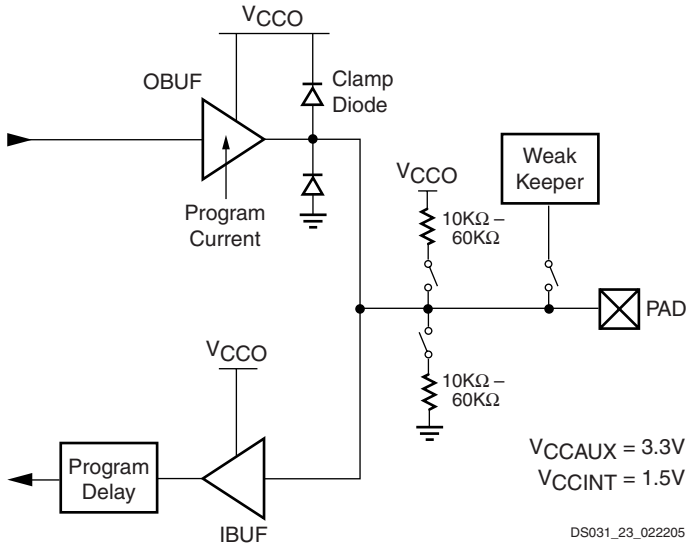 VCCO
OBUF
Clamp
Diode
Program
Current
VCCO
10KΩ –
60KΩ
Weak
Keeper
PAD
VCCO
10KΩ –
60KΩ
Program
Delay
IBUF
VCCAUX = 3.3V
VCCINT = 1.5V
DS031_23_022205